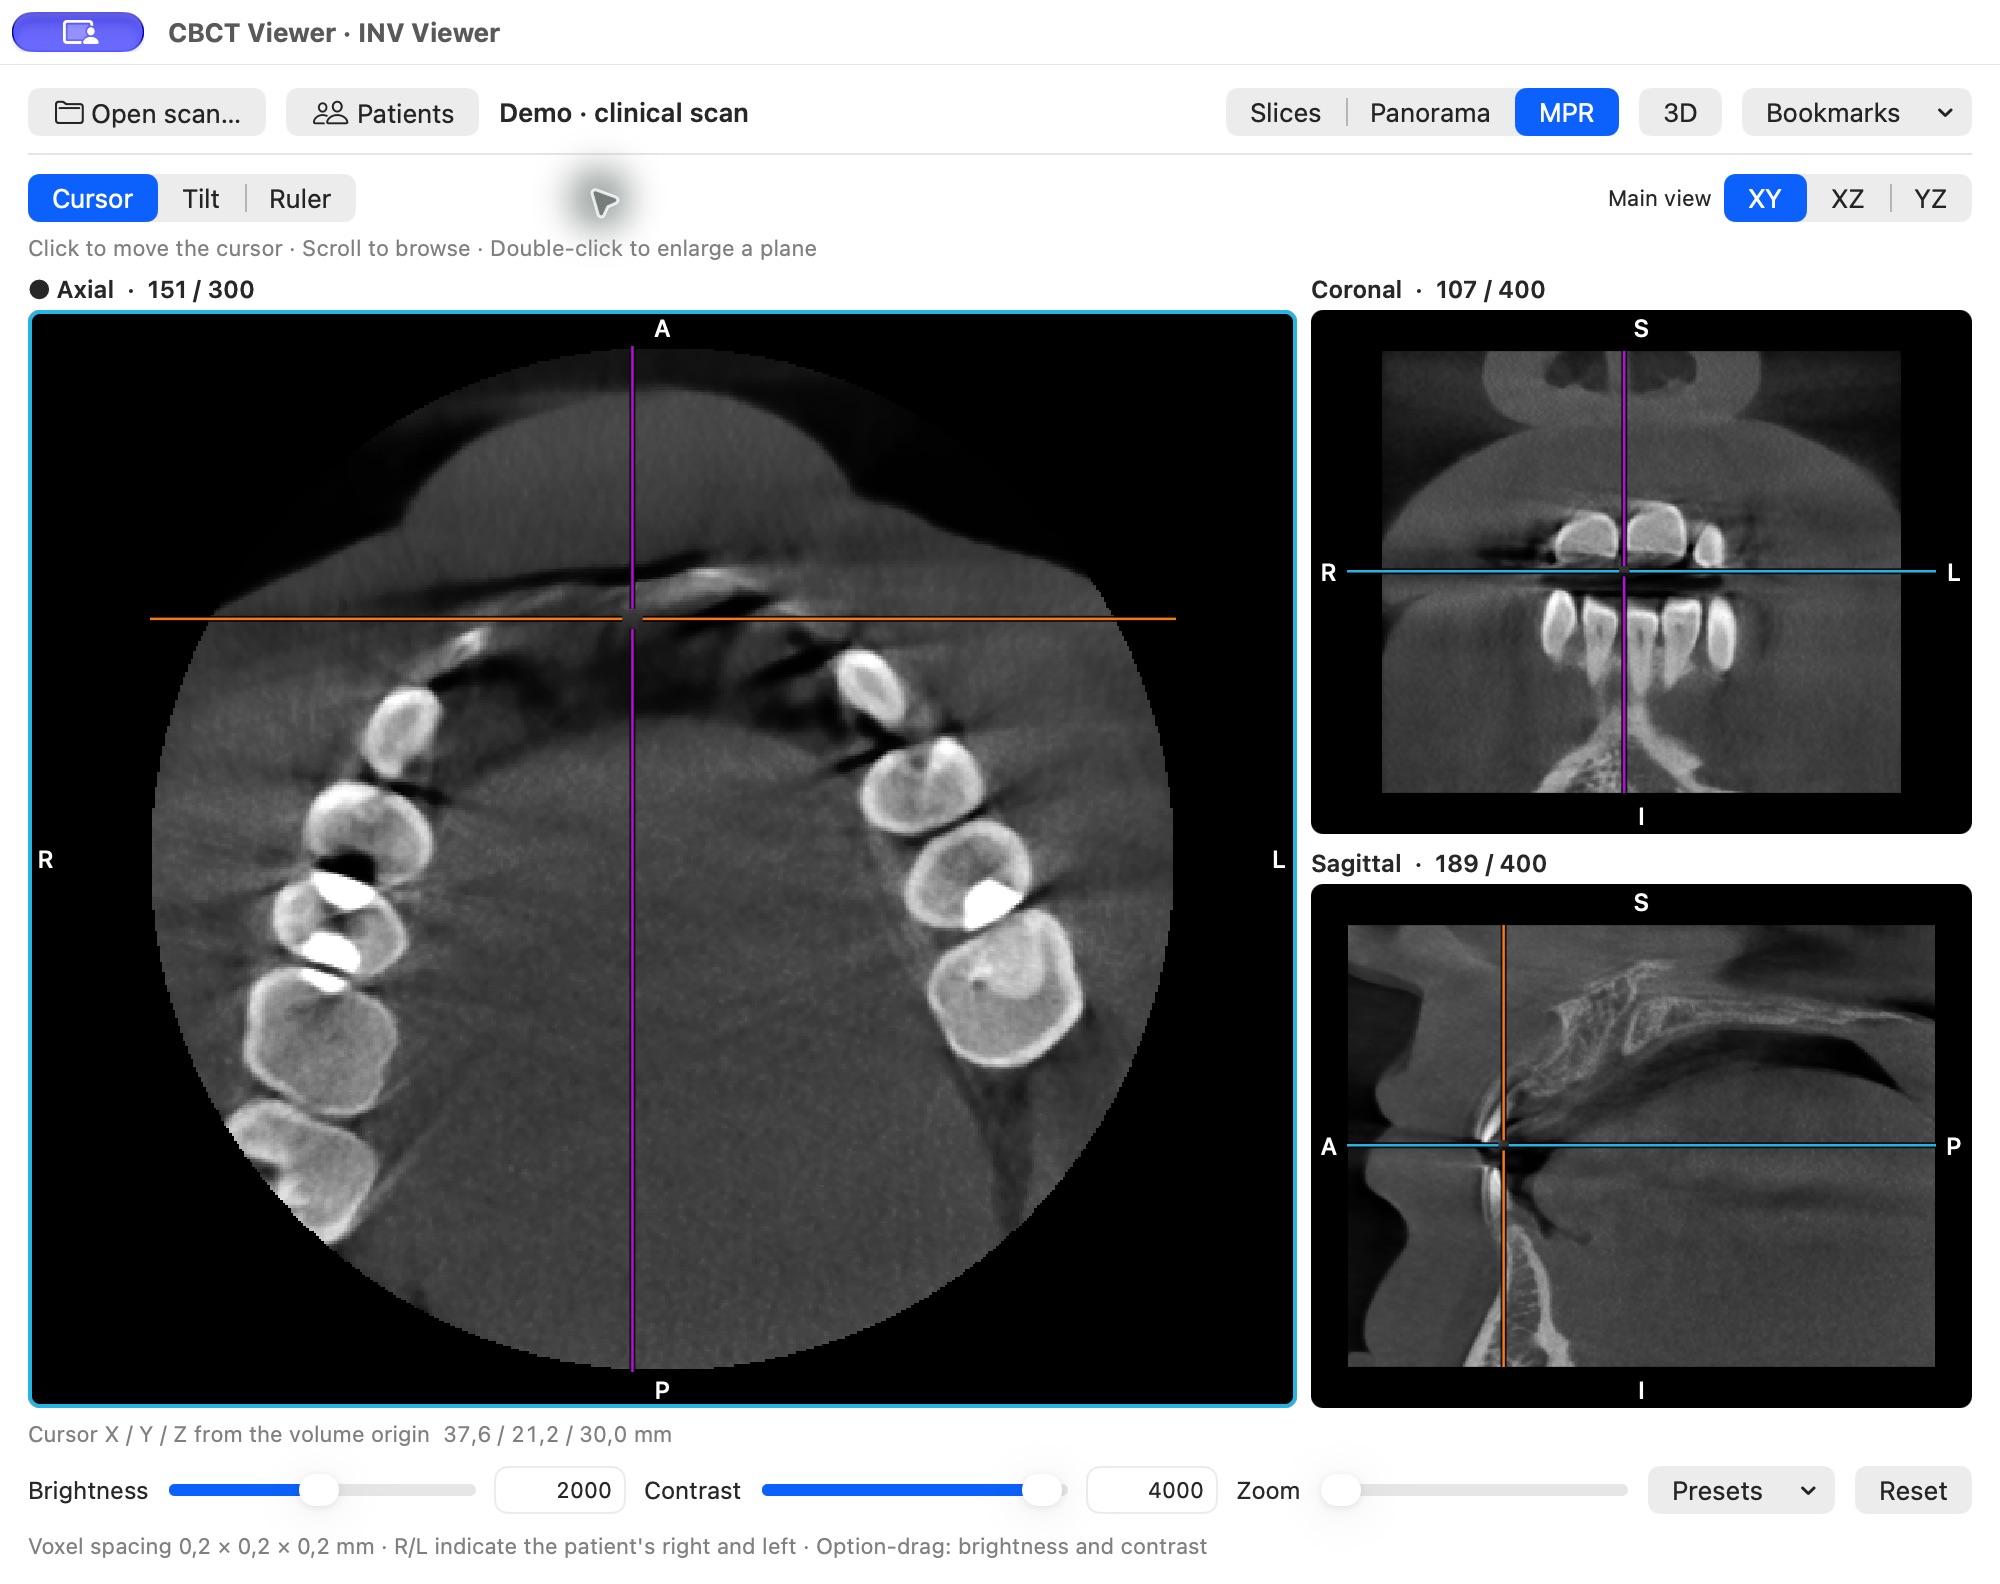 CBCT Viewer · INV Viewer
Open scan...
Patients
Demo · clinical scan
Slices
Panorama
MPR
3D
Bookmarks
Cursor
Tilt
Ruler
Main view
XY
XZ
YZ
Click to move the cursor · Scroll to browse · Double-click to enlarge a plane
Axial · 151 / 300
A
R
L
P
Coronal · 107 / 400
S
R
L
I
Sagittal · 189 / 400
S
A
P
I
Cursor X / Y / Z from the volume origin 37,6 / 21,2 / 30,0 mm
Brightness
2000
Contrast
4000
Zoom
Presets
Reset
Voxel spacing 0,2 × 0,2 × 0,2 mm · R/L indicate the patient's right and left · Option-drag: brightness and contrast